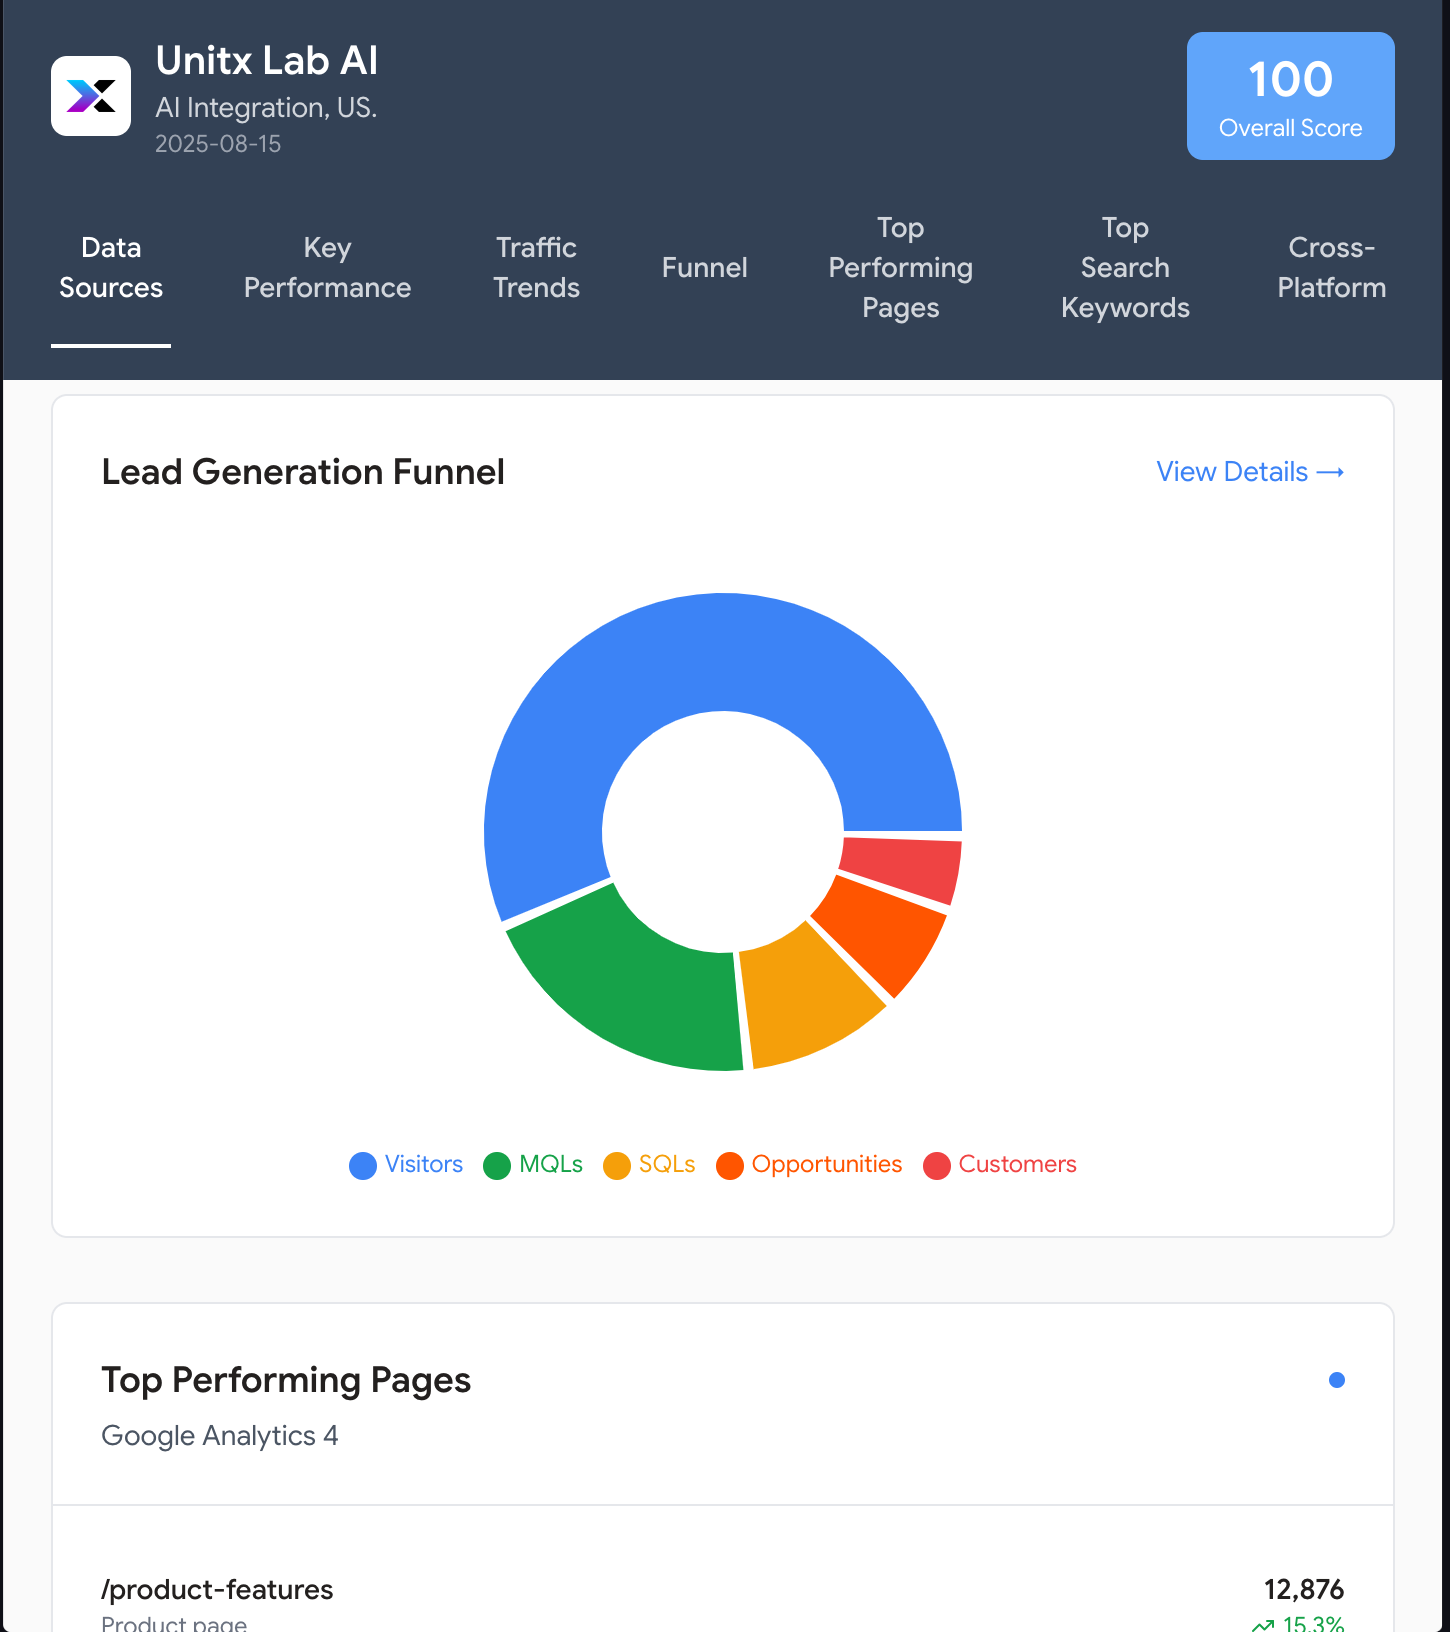 Unitx Lab AI
AI Integration, US.
2025-08-15
100
Overall Score
Data
Sources
Key
Performance
Traffic
Trends
Funnel
Top
Performing
Pages
Top
Search
Keywords
Cross-
Platform
Lead Generation Funnel
View Details →
Visitors
MQLs
SQLs
Opportunities
Customers
Top Performing Pages
Google Analytics 4
/product-features
12,876
Product page
15.3%